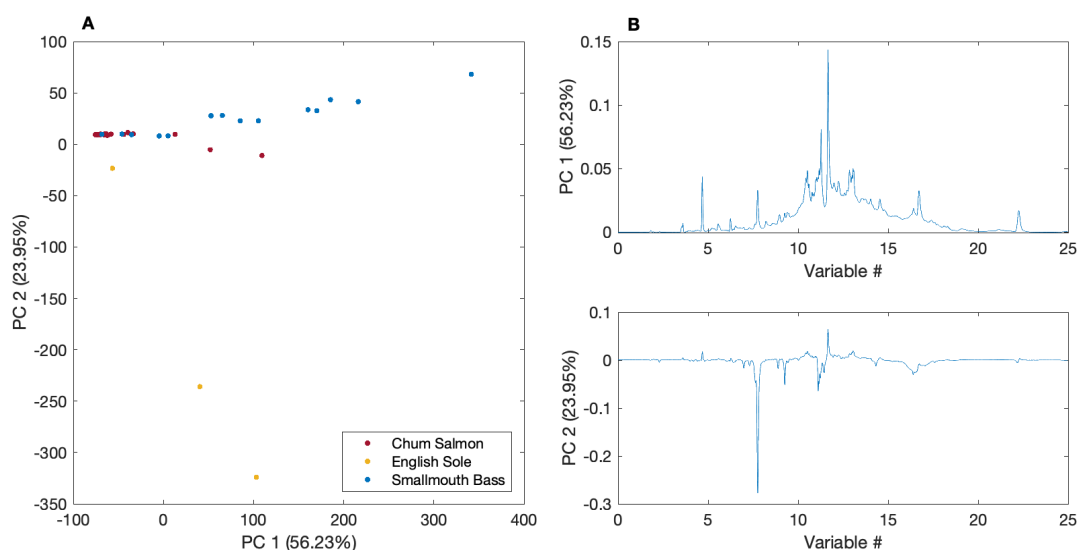 A
100
50
0
-50
-100
-150
-200
-250
-300
-350
PC 2 (23.95%)
-100 0 100 200 300 400
PC 1 (56.23%)
Chum Salmon
English Sole
Smallmouth Bass
B
0.15
0.1
0.05
0
PC 1 (56.23%)
0 5 10 15 20 25
Variable #
0.1
0
-0.1
-0.2
-0.3
PC 2 (23.95%)
0 5 10 15 20 25
Variable #